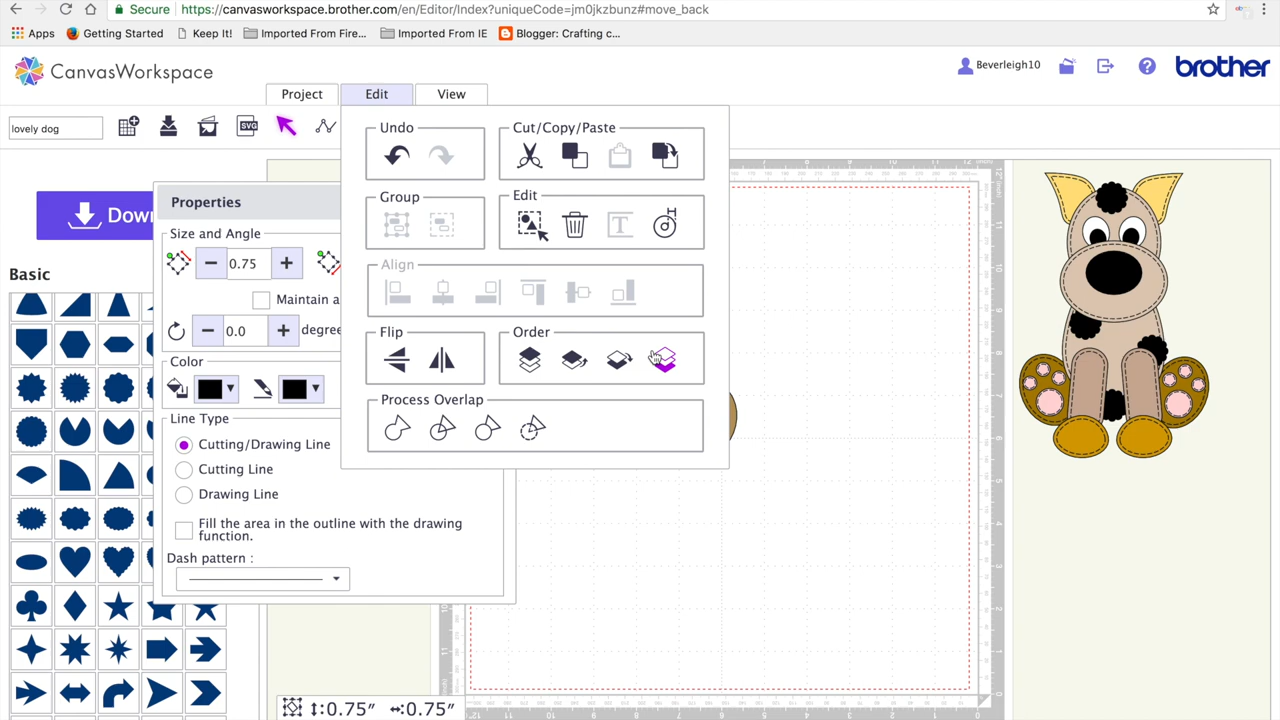 Secure https://canvasworkspace.brother.com/en/Editor/Index?uniqueCode=jm0jkzbunz#move_back
Apps Getting Started Keep It! Imported From Fire... Imported From IE Blogger: Crafting c...
CanvasWorkspace
Beverleigh10
brother
Project Edit View
lovely dog
SVG
Undo
Cut/Copy/Paste
Down
Properties
Group
Edit
T
H
Size and Angle
0.75
Align
Basic
Maintain a
0.0 degree
Flip
Order
Color
Process Overlap
Line Type
Cutting/Drawing Line
Cutting Line
Drawing Line
Fill the area in the outline with the drawing
function.
Dash pattern :
0.75″ 0.75″